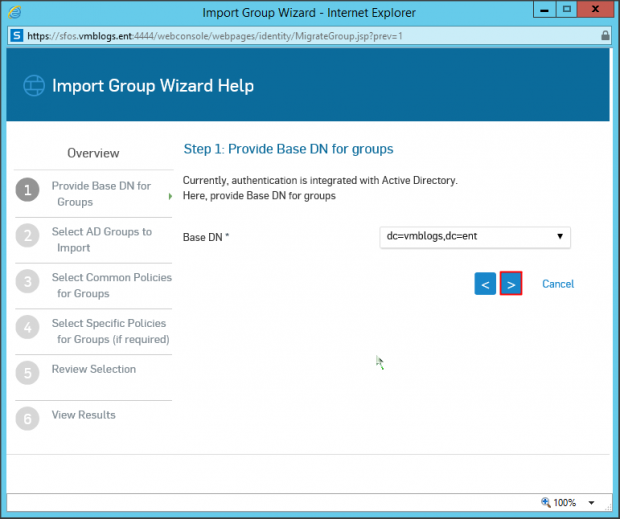 Import Group Wizard - Internet Explorer
S https://sfos.vmblogs.ent:4444/webconsole/webpages/identity/MigrateGroup.jsp?prev=1
Import Group Wizard Help
Overview
1 Provide Base DN for
Groups
2 Select AD Groups to
Import
3 Select Common Policies
for Groups
4 Select Specific Policies
for Groups (if required)
5 Review Selection
6 View Results
Step 1: Provide Base DN for groups
Currently, authentication is integrated with Active Directory.
Here, provide Base DN for groups
Base DN * dc=vmblogs,dc=ent
< > Cancel
100%